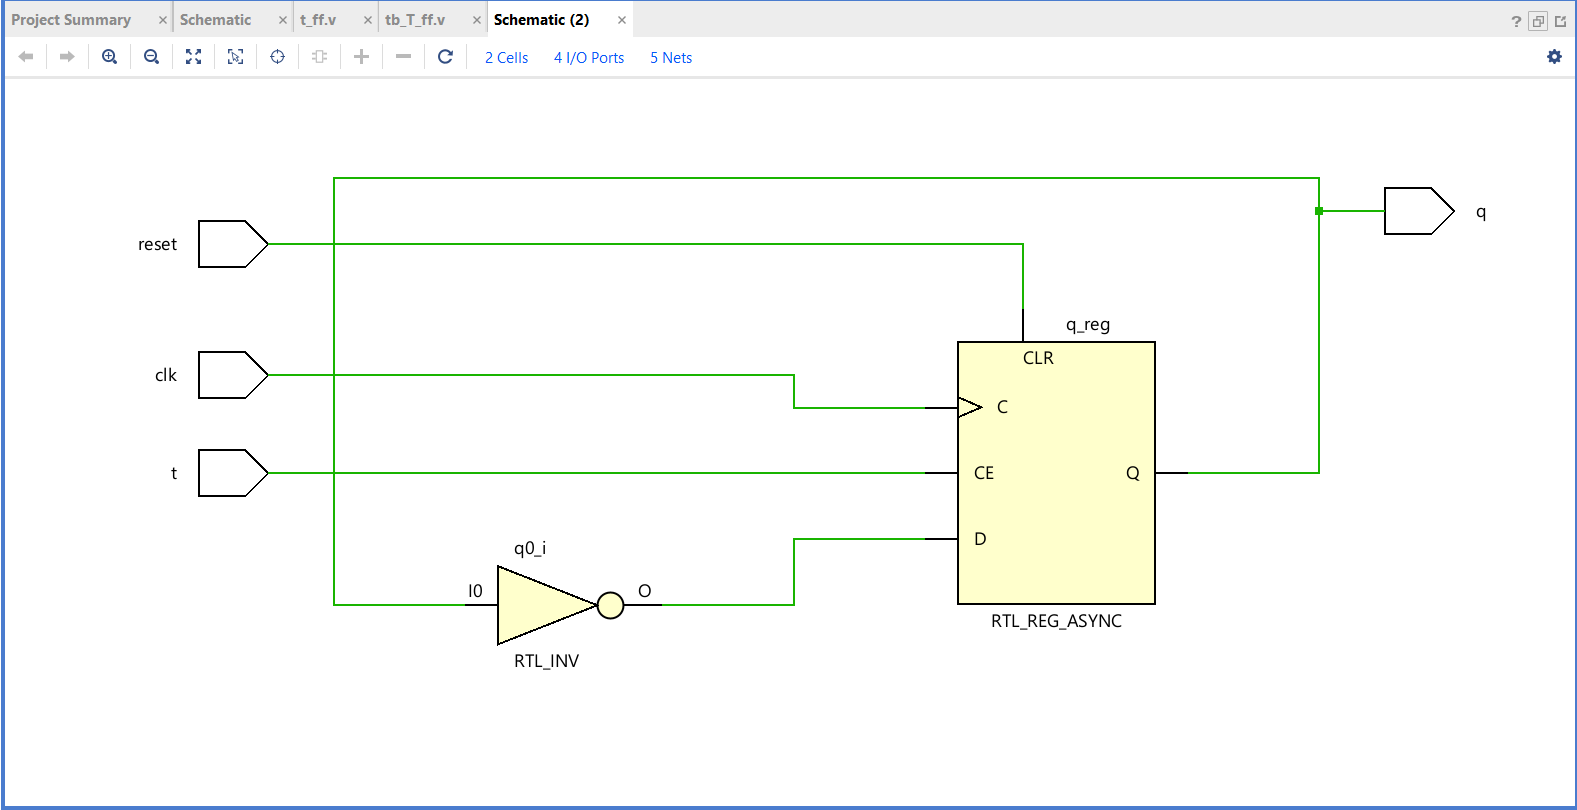 Project Summary × Schematic × t_ff.v × tb_T_ff.v × Schematic (2) × ?
2 Cells 4 I/O Ports 5 Nets
q
reset
q_reg
CLR
clk
C
t
CE
Q
D
q0_i
I0
O
RTL_REG_ASYNC
RTL_INV